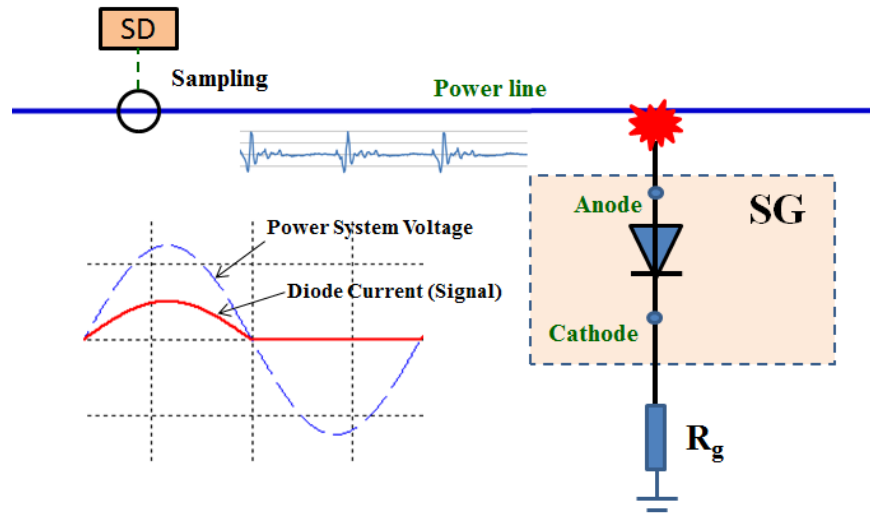 SD
Sampling
Power line
Anode
SG
Power System Voltage
Diode Current (Signal)
Cathode
Rg